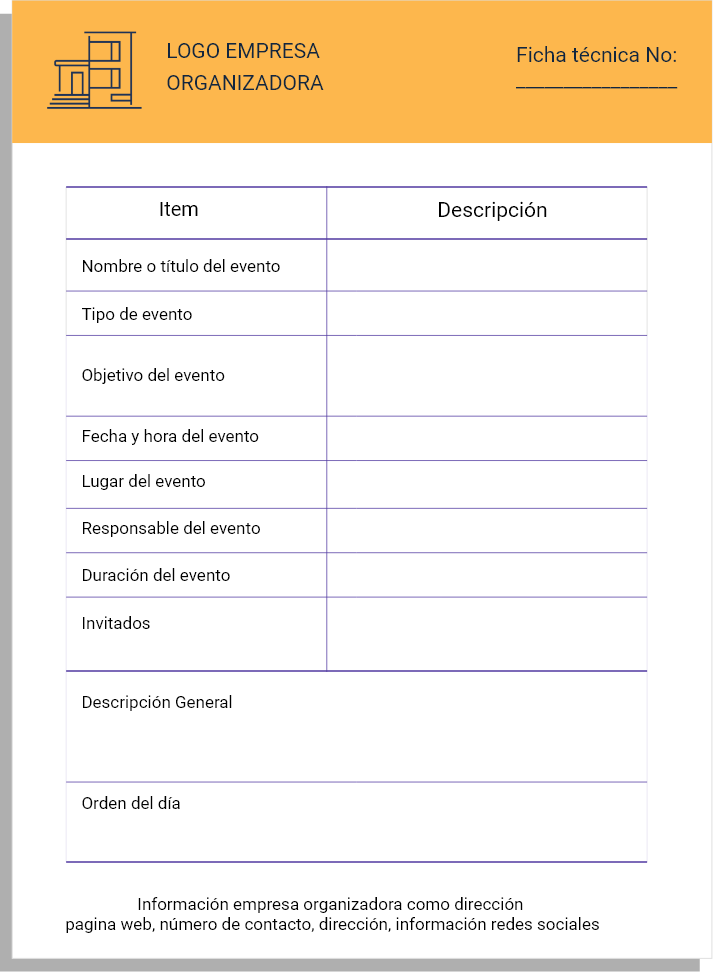 LOGO EMPRESA
ORGANIZADORA
Ficha técnica No:
_________________
Item
Descripción
Nombre o título del evento
Tipo de evento
Objetivo del evento
Fecha y hora del evento
Lugar del evento
Responsable del evento
Duración del evento
Invitados
Descripción General
Orden del día
Información empresa organizadora como dirección
pagina web, número de contacto, dirección, información redes sociales